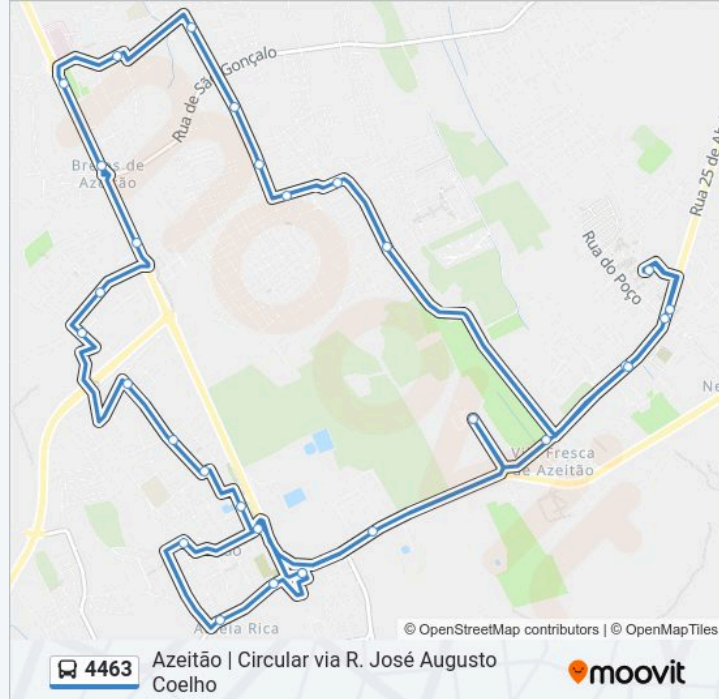 Rua de São Gonçalo
Brejos de
Azeitão
Rua 25 de Ab
Rua do Poço
Ne
Vila Fresca
de Azeitão
Aldeia Rica
© OpenStreetMap contributors | © OpenMapTiles
4463
Azeitão | Circular via R. José Augusto
Coelho
moovit